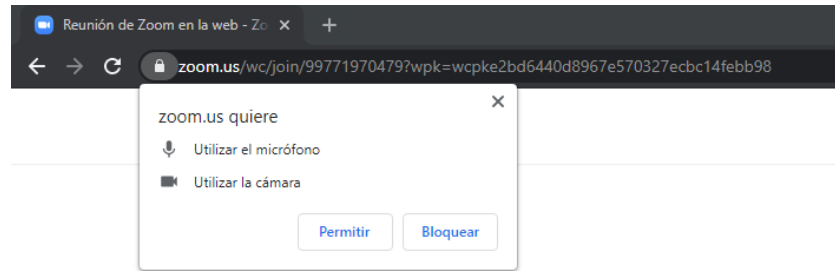 Reunión de Zoom en la web - Zo
zoom.us/wc/join/99771970479?wpk=wcpke2bd6440d8967e570327ecbc14febb98
zoom.us quiere
Utilizar el micrófono
Utilizar la cámara
Permitir Bloquear